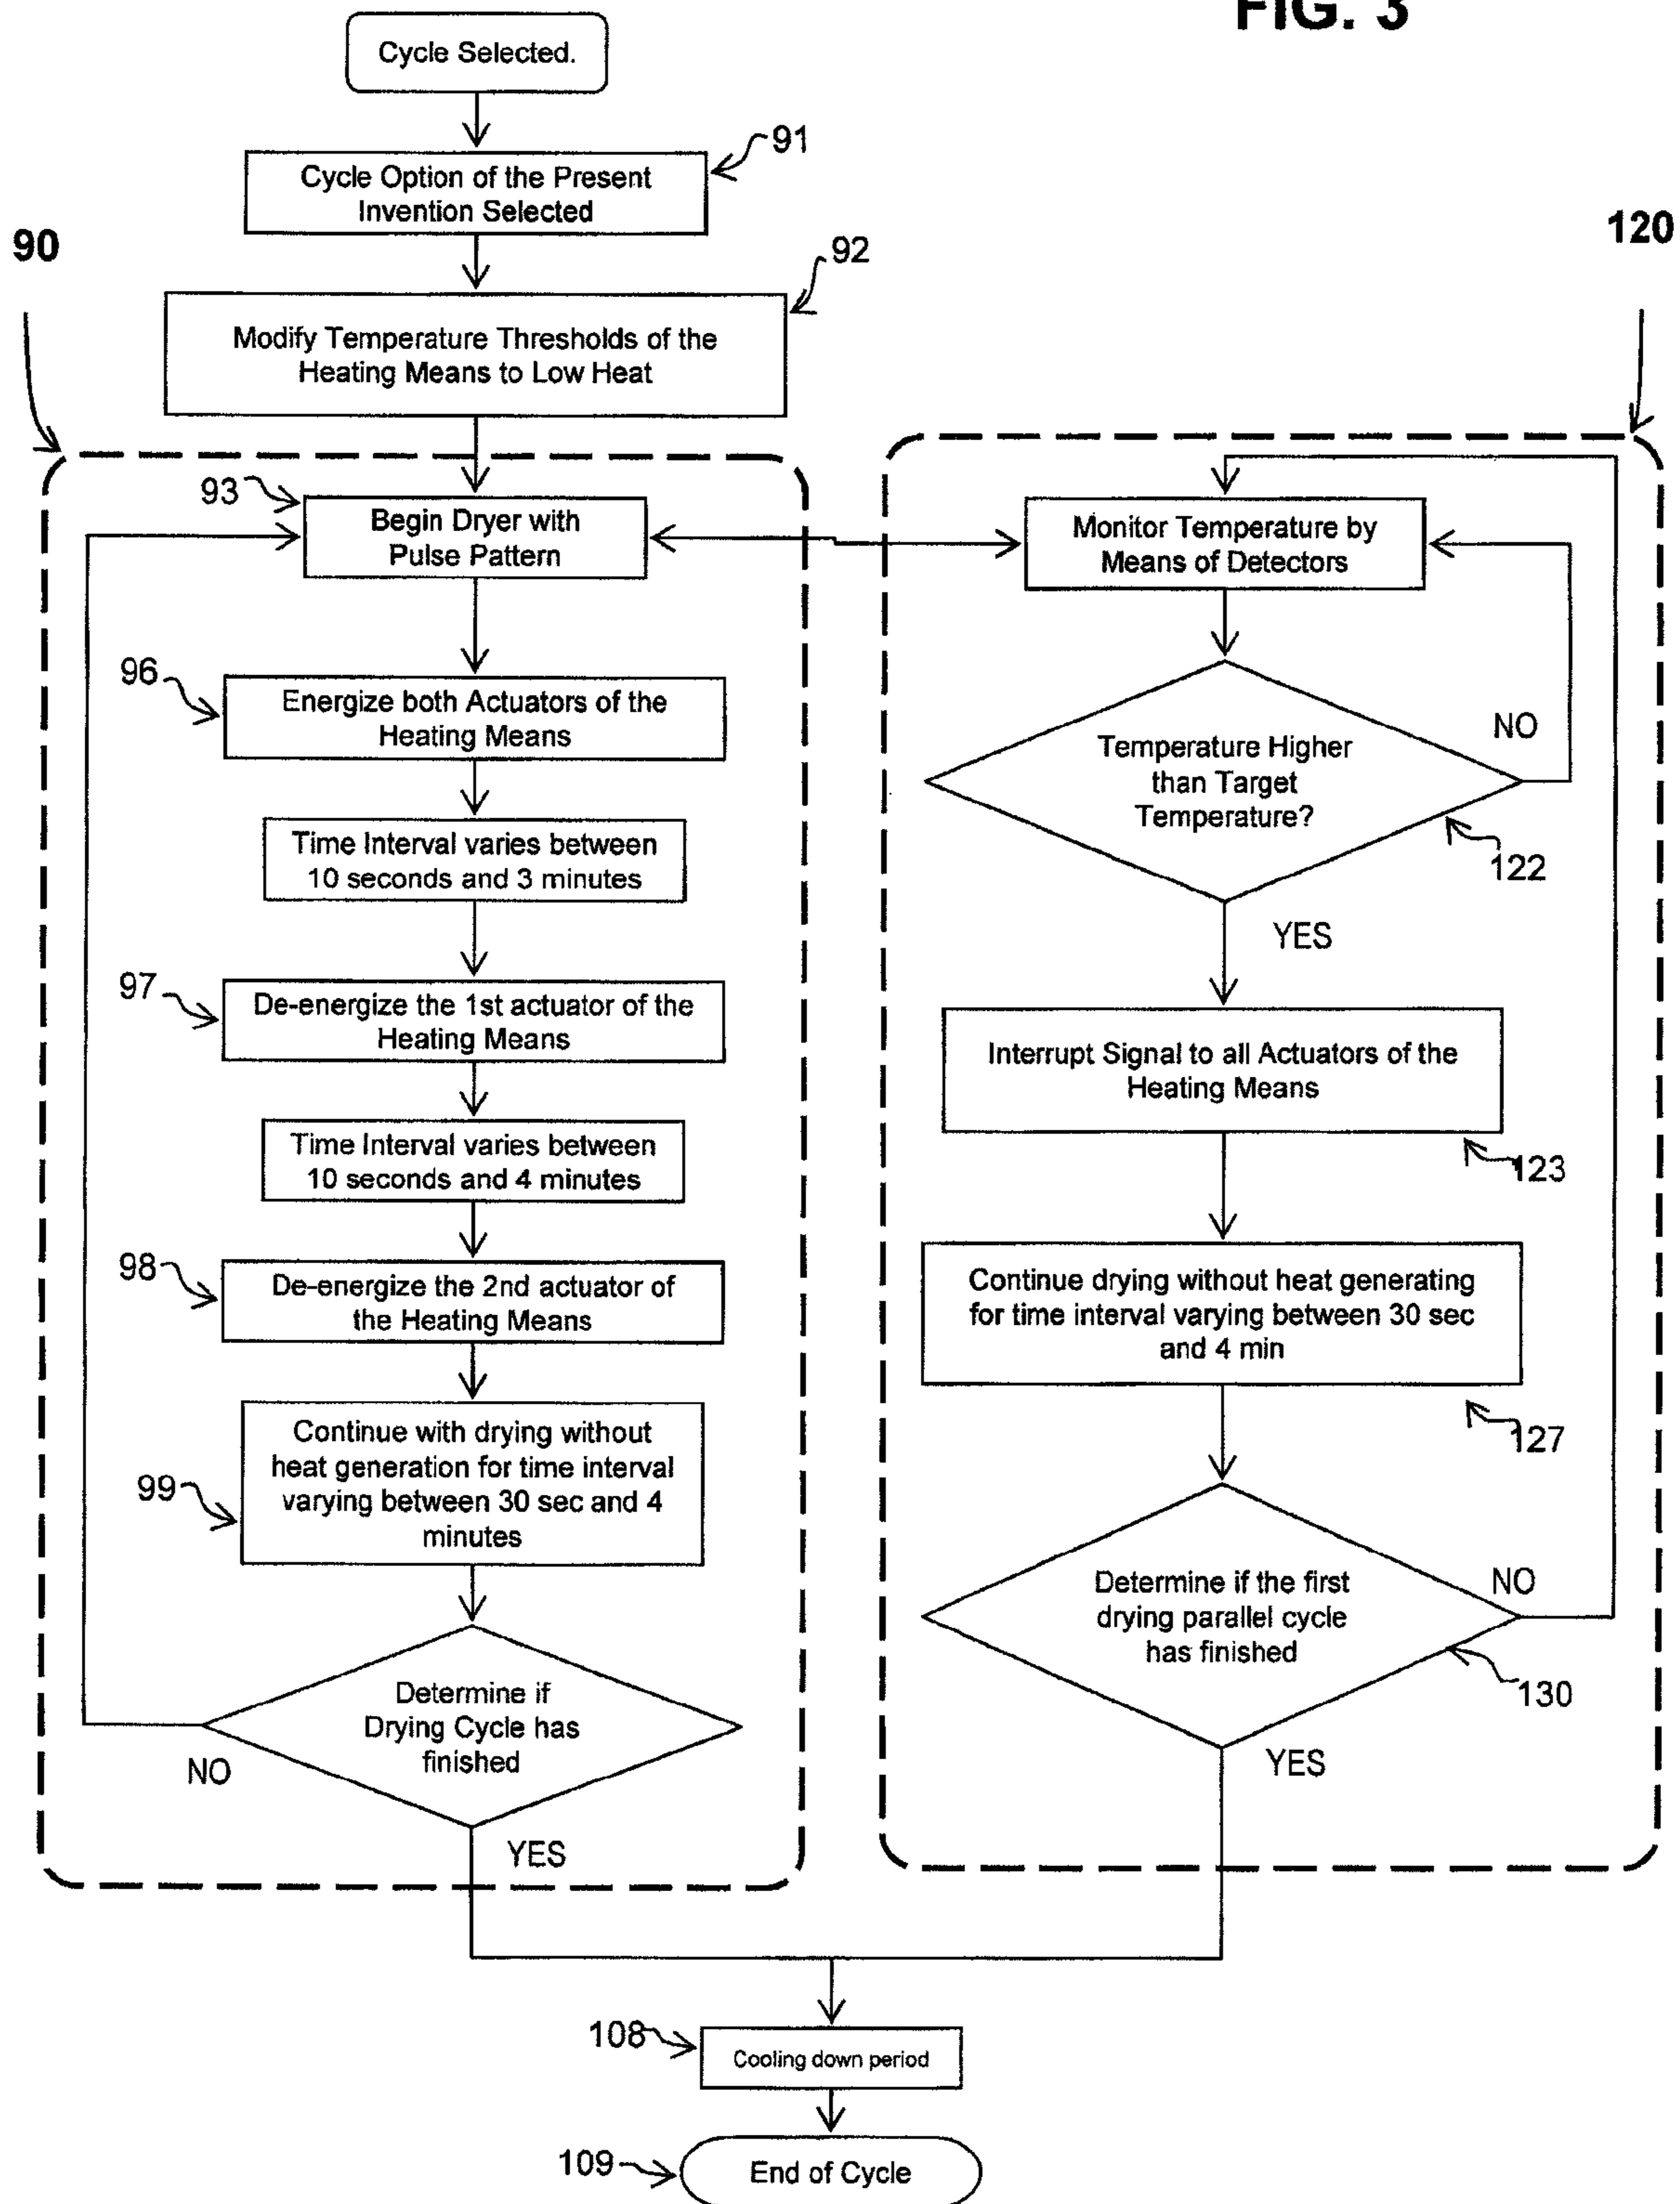 FIG. 3
Cycle Selected.
91
Cycle Option of the Present
Invention Selected
90
120
92
Modify Temperature Thresholds of the
Heating Means to Low Heat
93
Begin Dryer with
Pulse Pattern
96
Energize both Actuators of the
Heating Means
Time Interval varies between
10 seconds and 3 minutes
97
De-energize the 1st actuator of the
Heating Means
Time Interval varies between
10 seconds and 4 minutes
98
De-energize the 2nd actuator of
the Heating Means
99
Continue with drying without
heat generation for time interval
varying between 30 sec and 4
minutes
Determine if
Drying Cycle has
finished
NO
YES
Monitor Temperature by
Means of Detectors
Temperature Higher
than Target
Temperature?
NO
122
YES
Interrupt Signal to all Actuators of the
Heating Means
123
Continue drying without heat generating
for time interval varying between 30 sec
and 4 min
127
Determine if the first
drying parallel cycle
has finished
NO
130
YES
108
Cooling down period
109
End of Cycle